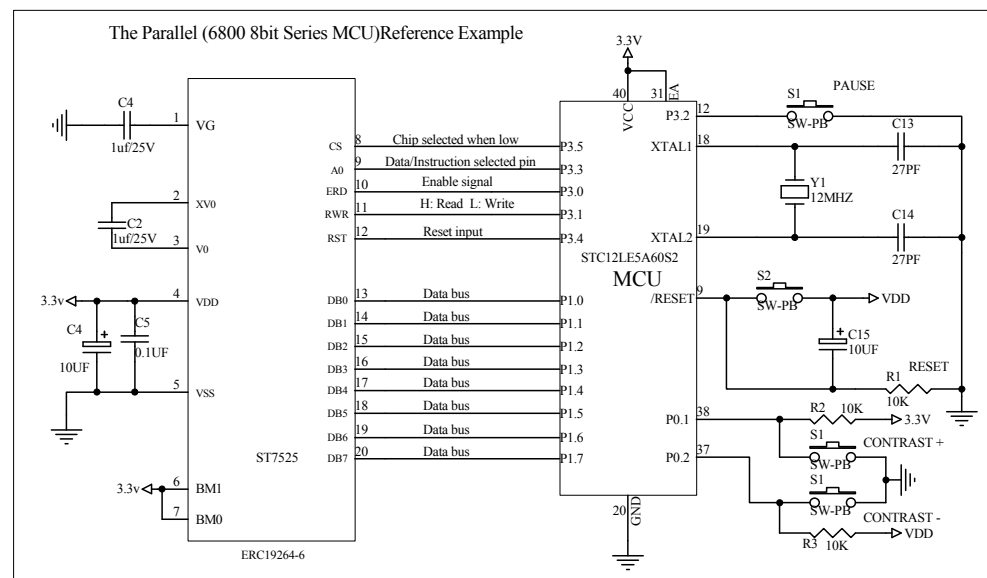 The Parallel (6800 8bit Series MCU)Reference Example
C4
1uf/25V
1
VG
2
XV0
C2
1uf/25V
3
V0
3.3v
4
VDD
C4
+
10UF
C5
0.1UF
5
VSS
ST7525
3.3v
6
BM1
7
BM0
ERC19264-6
CS
8
Chip selected when low
P3.5
A0
9
Data/Instruction selected pin
P3.3
ERD
10
Enable signal
P3.0
RWR
11
H: Read L: Write
P3.1
RST
12
Reset input
P3.4
DB0
13
Data bus
P1.0
DB1
14
Data bus
P1.1
DB2
15
Data bus
P1.2
DB3
16
Data bus
P1.3
DB4
17
Data bus
P1.4
DB5
18
Data bus
P1.5
DB6
19
Data bus
P1.6
DB7
20
Data bus
P1.7
3.3V
40
VCC
31
EA
STC12LE5A60S2
MCU
20
GND
P3.2
12
S1
SW-PB
PAUSE
XTAL1
18
C13
27PF
Y1
12MHZ
XTAL2
19
C14
27PF
/RESET
9
S2
SW-PB
VDD
+
C15
10UF
RESET
R1
10K
P0.1
38
R2
10K
3.3V
S1
SW-PB
CONTRAST +
P0.2
37
S1
SW-PB
CONTRAST -
R3
10K
VDD